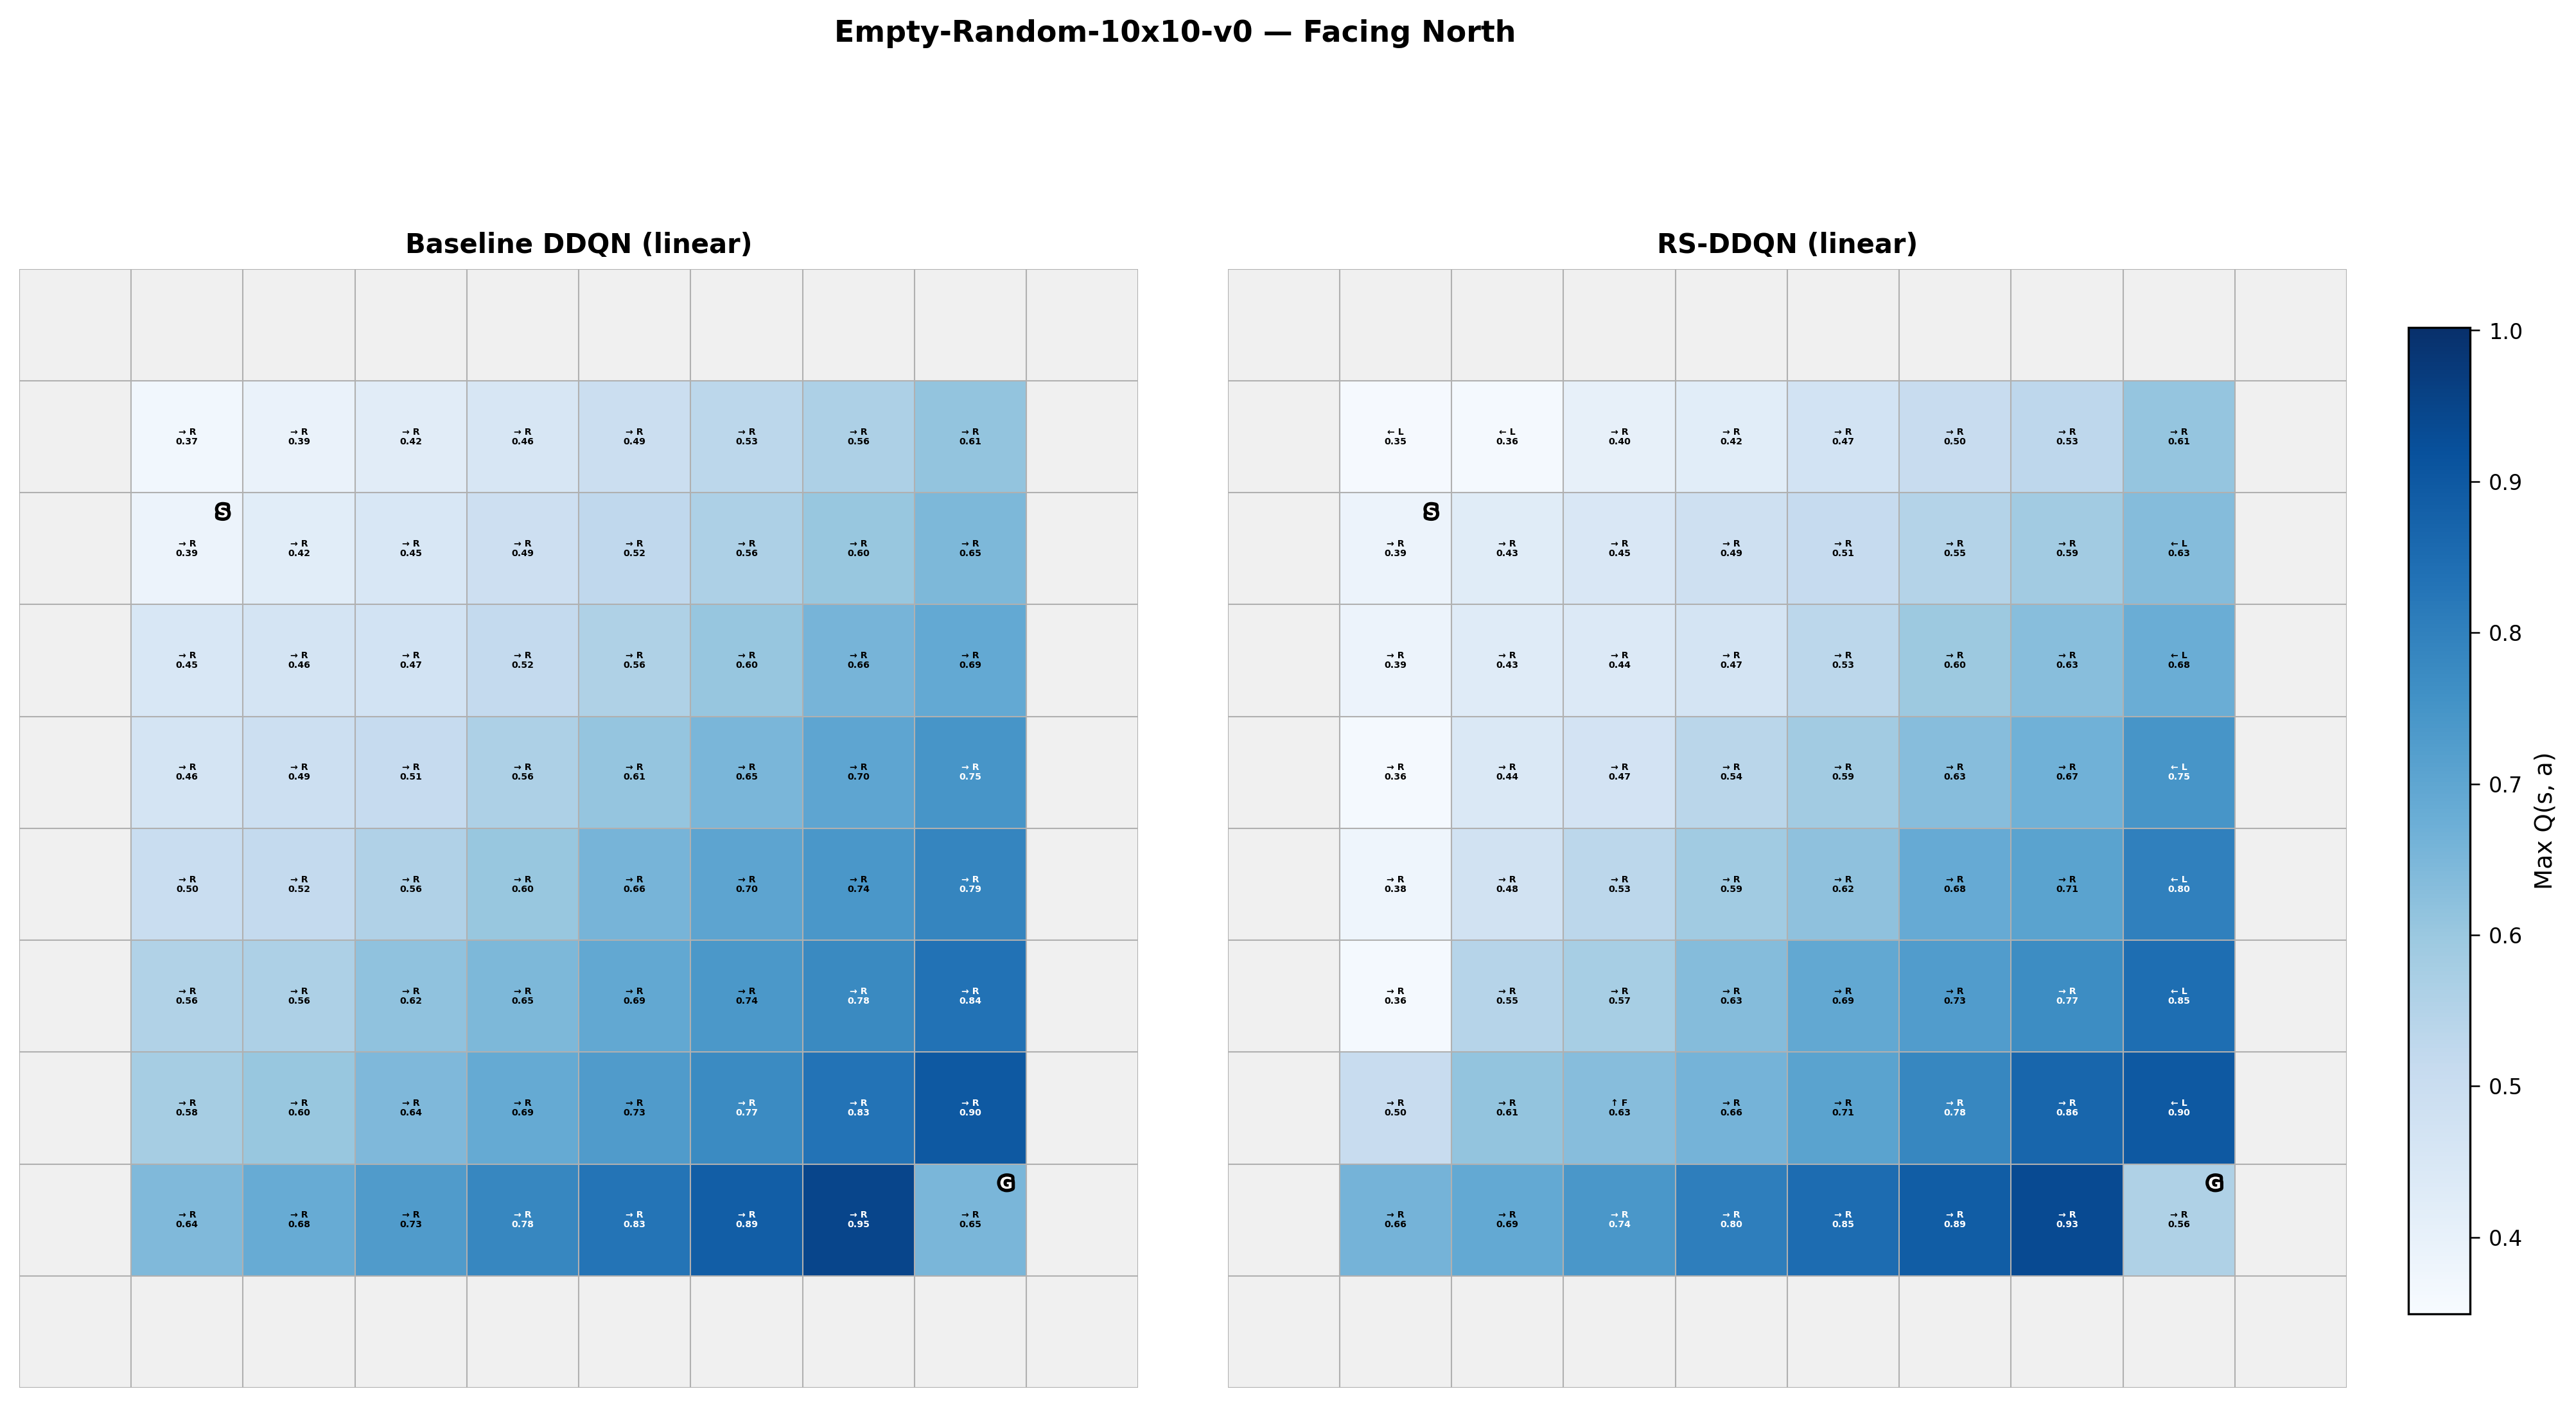 Empty-Random-10x10-v0 — Facing North
Baseline DDQN (linear)
→ R → R → R → R → R → R → R → R
0.37 0.39 0.42 0.46 0.49 0.53 0.56 0.61
S
→ R → R → R → R → R → R → R → R
0.39 0.42 0.45 0.49 0.52 0.56 0.60 0.65
→ R → R → R → R → R → R → R → R
0.45 0.46 0.47 0.52 0.56 0.60 0.66 0.69
→ R → R → R → R → R → R → R → R
0.46 0.49 0.51 0.56 0.61 0.65 0.70 0.75
→ R → R → R → R → R → R → R → R
0.50 0.52 0.56 0.60 0.66 0.70 0.74 0.79
→ R → R → R → R → R → R → R → R
0.56 0.56 0.62 0.65 0.69 0.74 0.78 0.84
→ R → R → R → R → R → R → R → R
0.58 0.60 0.64 0.69 0.73 0.77 0.83 0.90
G
→ R → R → R → R → R → R → R → R
0.64 0.68 0.73 0.78 0.83 0.89 0.95 0.65
RS-DDQN (linear)
← L ← L → R → R → R → R → R → R
0.35 0.36 0.40 0.42 0.47 0.50 0.53 0.61
S
→ R → R → R → R → R → R → R ← L
0.39 0.43 0.45 0.49 0.51 0.55 0.59 0.63
→ R → R → R → R → R → R → R ← L
0.39 0.43 0.44 0.47 0.53 0.60 0.63 0.68
→ R → R → R → R → R → R → R ← L
0.36 0.44 0.47 0.54 0.59 0.63 0.67 0.75
→ R → R → R → R → R → R → R ← L
0.38 0.48 0.53 0.59 0.62 0.68 0.71 0.80
→ R → R → R → R → R → R → R ← L
0.36 0.55 0.57 0.63 0.69 0.73 0.77 0.85
→ R → R ↑ F → R → R → R → R ← L
0.50 0.61 0.63 0.66 0.71 0.78 0.86 0.90
G
→ R → R → R → R → R → R → R → R
0.66 0.69 0.74 0.80 0.85 0.89 0.93 0.56
1.0
0.9
0.8
0.7
0.6
0.5
0.4
Max Q(s, a)